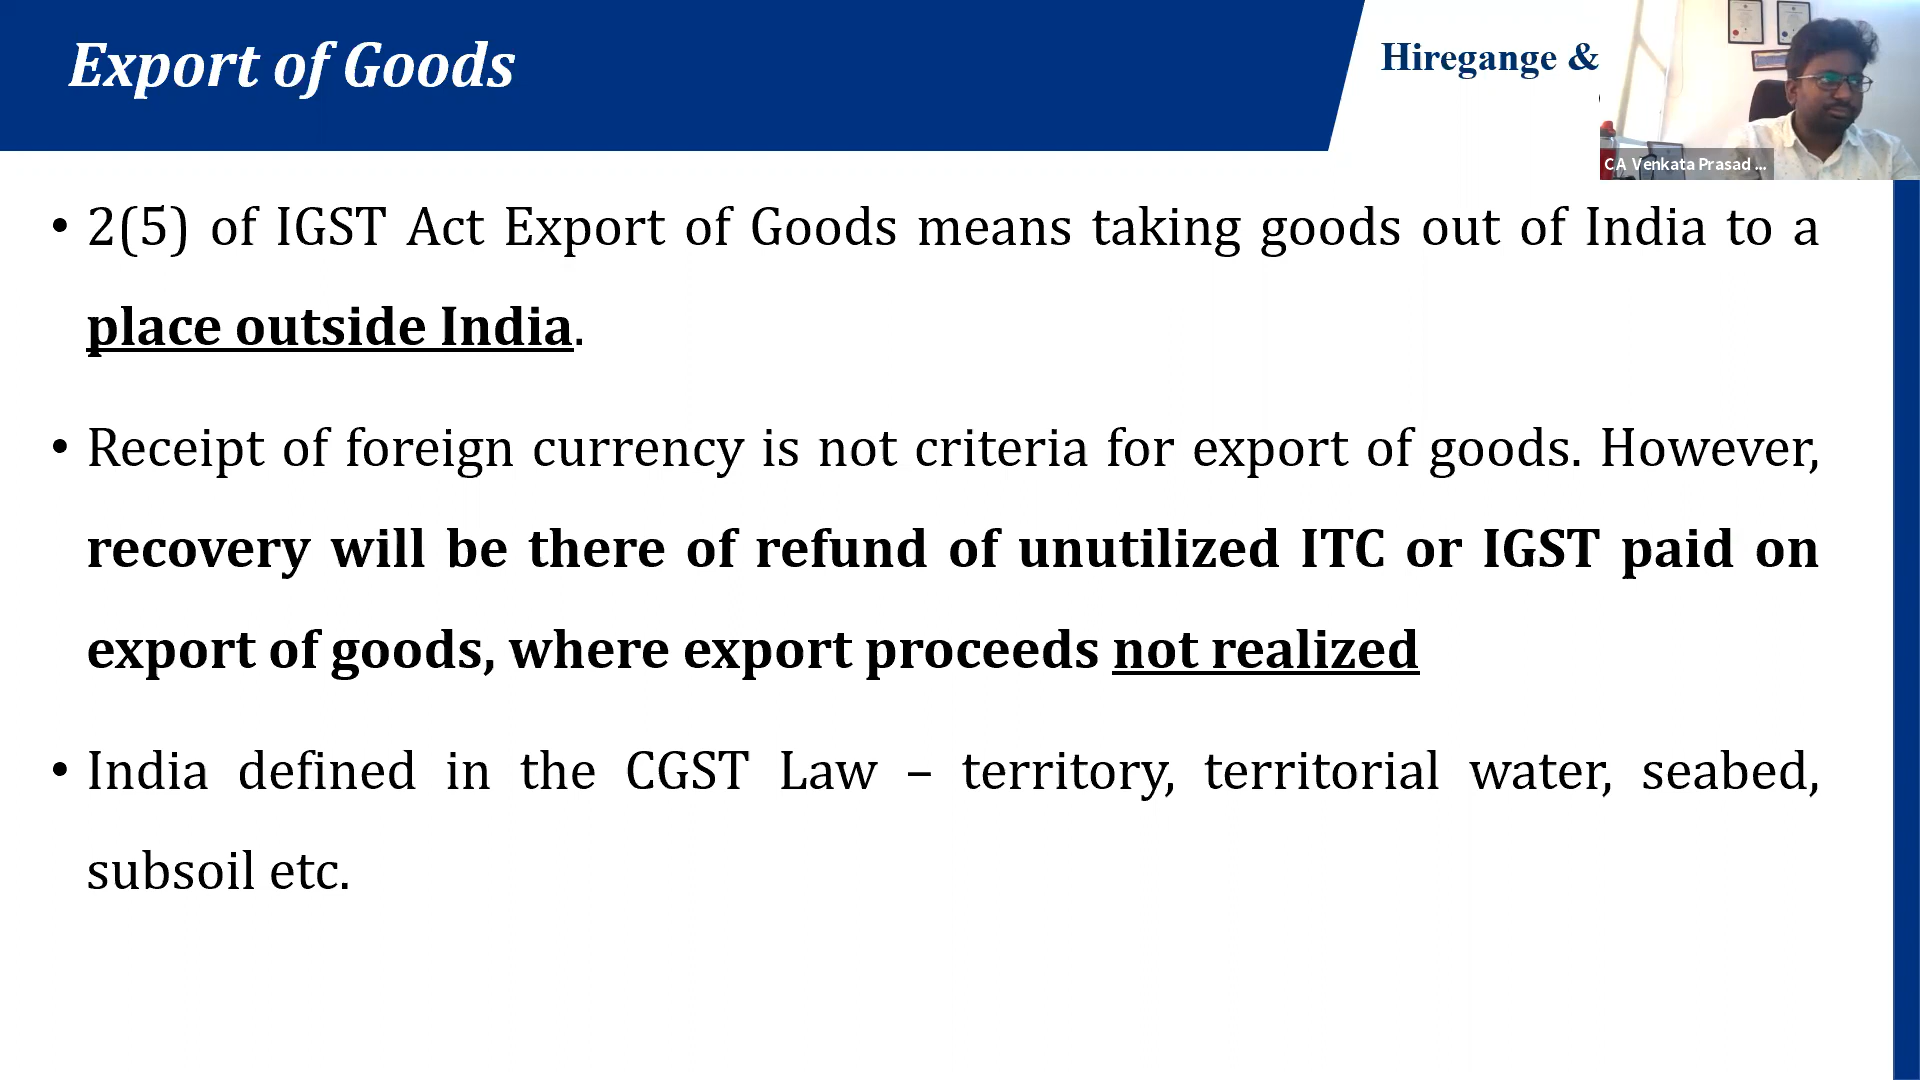 Export of Goods
Hiregange &
CA Venkata Prasad ...
• 2(5) of IGST Act Export of Goods means taking goods out of India to a
place outside India.
• Receipt of foreign currency is not criteria for export of goods. However,
recovery will be there of refund of unutilized ITC or IGST paid on
export of goods, where export proceeds not realized
• India defined in the CGST Law – territory, territorial water, seabed,
subsoil etc.